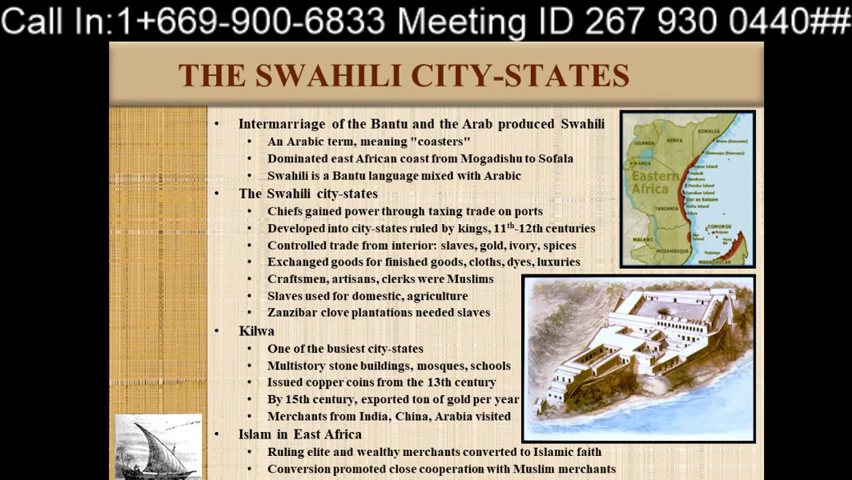 Call In:1+669-900-6833 Meeting ID 267 930 0440##
THE SWAHILI CITY-STATES
• Intermarriage of the Bantu and the Arab produced Swahili
• An Arabic term, meaning "coasters"
• Dominated east African coast from Mogadishu to Sofala
• Swahili is a Bantu language mixed with Arabic
• The Swahili city-states
• Chiefs gained power through taxing trade on ports
• Developed into city-states ruled by kings, 11th-12th centuries
• Controlled trade from interior: slaves, gold, ivory, spices
• Exchanged goods for finished goods, cloths, dyes, luxuries
• Craftsmen, artisans, clerks were Muslims
• Slaves used for domestic, agriculture
• Zanzibar clove plantations needed slaves
• Kilwa
• One of the busiest city-states
• Multistory stone buildings, mosques, schools
• Issued copper coins from the 13th century
• By 15th century, exported ton of gold per year
• Merchants from India, China, Arabia visited
• Islam in East Africa
• Ruling elite and wealthy merchants converted to Islamic faith
• Conversion promoted close cooperation with Muslim merchants
SOMALIA
UGANDA
KENYA
RWANDA
Eastern
Africa
Dar es Salaam
TANZANIA
COMOROS
MALAWI
MOZAMBIQUE
MADAGASCAR